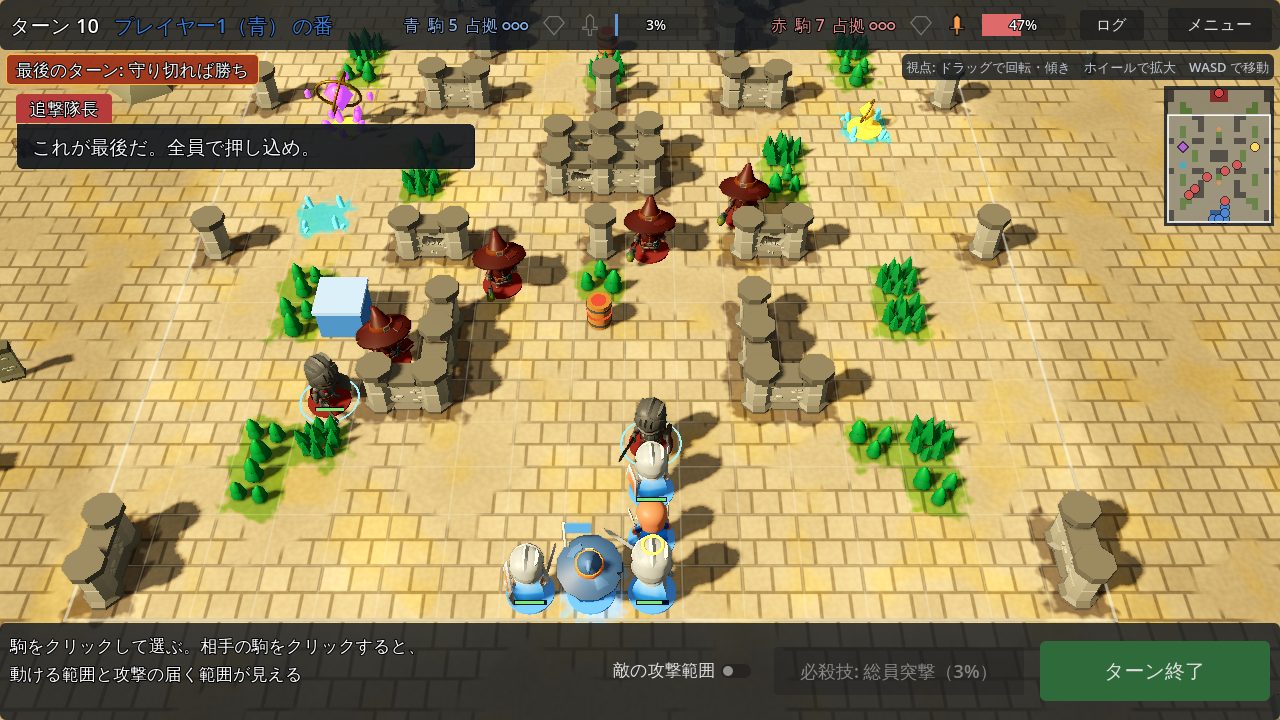 ターン 10 プレイヤー1（青）の番 青 駒 5 占拠 ooo 3% 赤 駒 7 占拠 ooo 47% ログ メニュー
最後のターン: 守り切れば勝ち
視点: ドラッグで回転・傾き ホイールで拡大 WASD で移動
追撃隊長
これが最後だ。全員で押し込め。
駒をクリックして選ぶ。相手の駒をクリックすると、
動ける範囲と攻撃の届く範囲が見える
敵の攻撃範囲
必殺技: 総員突撃（3%）
ターン終了